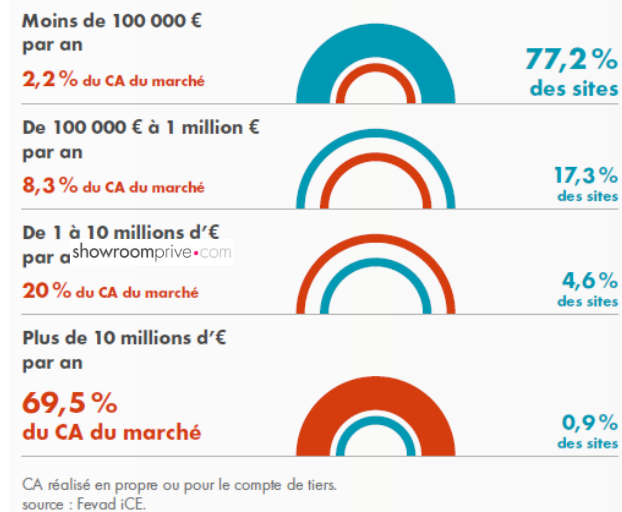 Moins de 100 000 €
par an
2,2 % du CA du marché
77,2 %
des sites
De 100 000 € à 1 million €
par an
8,3 % du CA du marché
17,3 %
des sites
De 1 à 10 millions d'€
par a
showroomprive.com
20 % du CA du marché
4,6 %
des sites
Plus de 10 millions d'€
par an
69,5 %
du CA du marché
0,9 %
des sites
CA réalisé en propre ou pour le compte de tiers.
source : Fevad iCE.